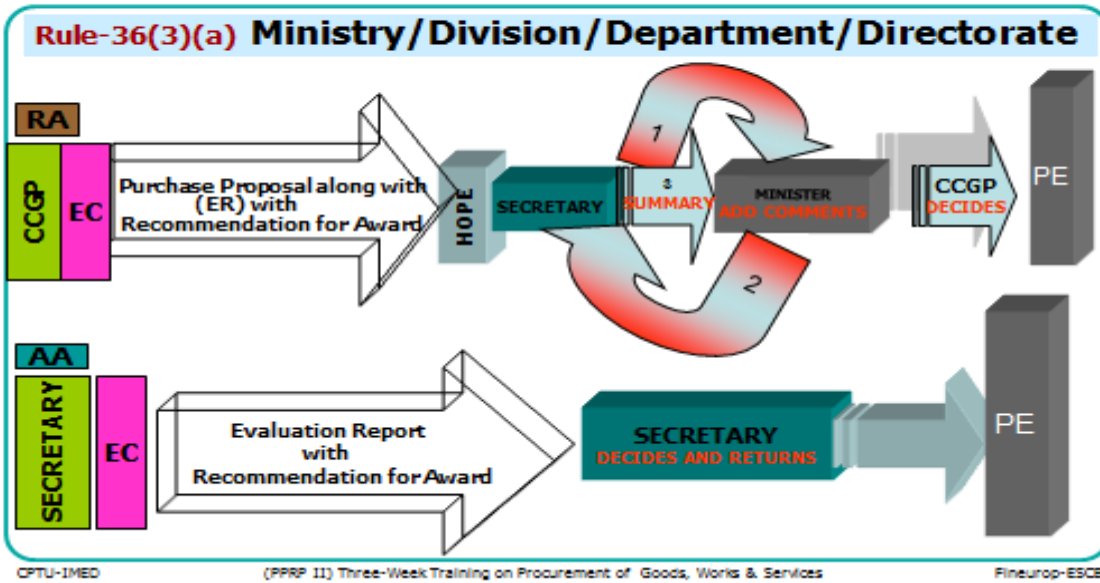 Rule-36(3)(a) Ministry/Division/Department/Directorate
RA
CCGP
EC
Purchase Proposal along with
(ER) with
Recommendation for Award
HOPE
SECRETARY
1
3
SUMMARY
2
MINISTER
ADD COMMENTS
CCGP
DECIDES
PE
AA
SECRETARY
EC
Evaluation Report
with
Recommendation for Award
SECRETARY
DECIDES AND RETURNS
PE
CPTU-IMED (PPRP II) Three-Week Training on Procurement of Goods, Works & Services Fineurop-ESCB